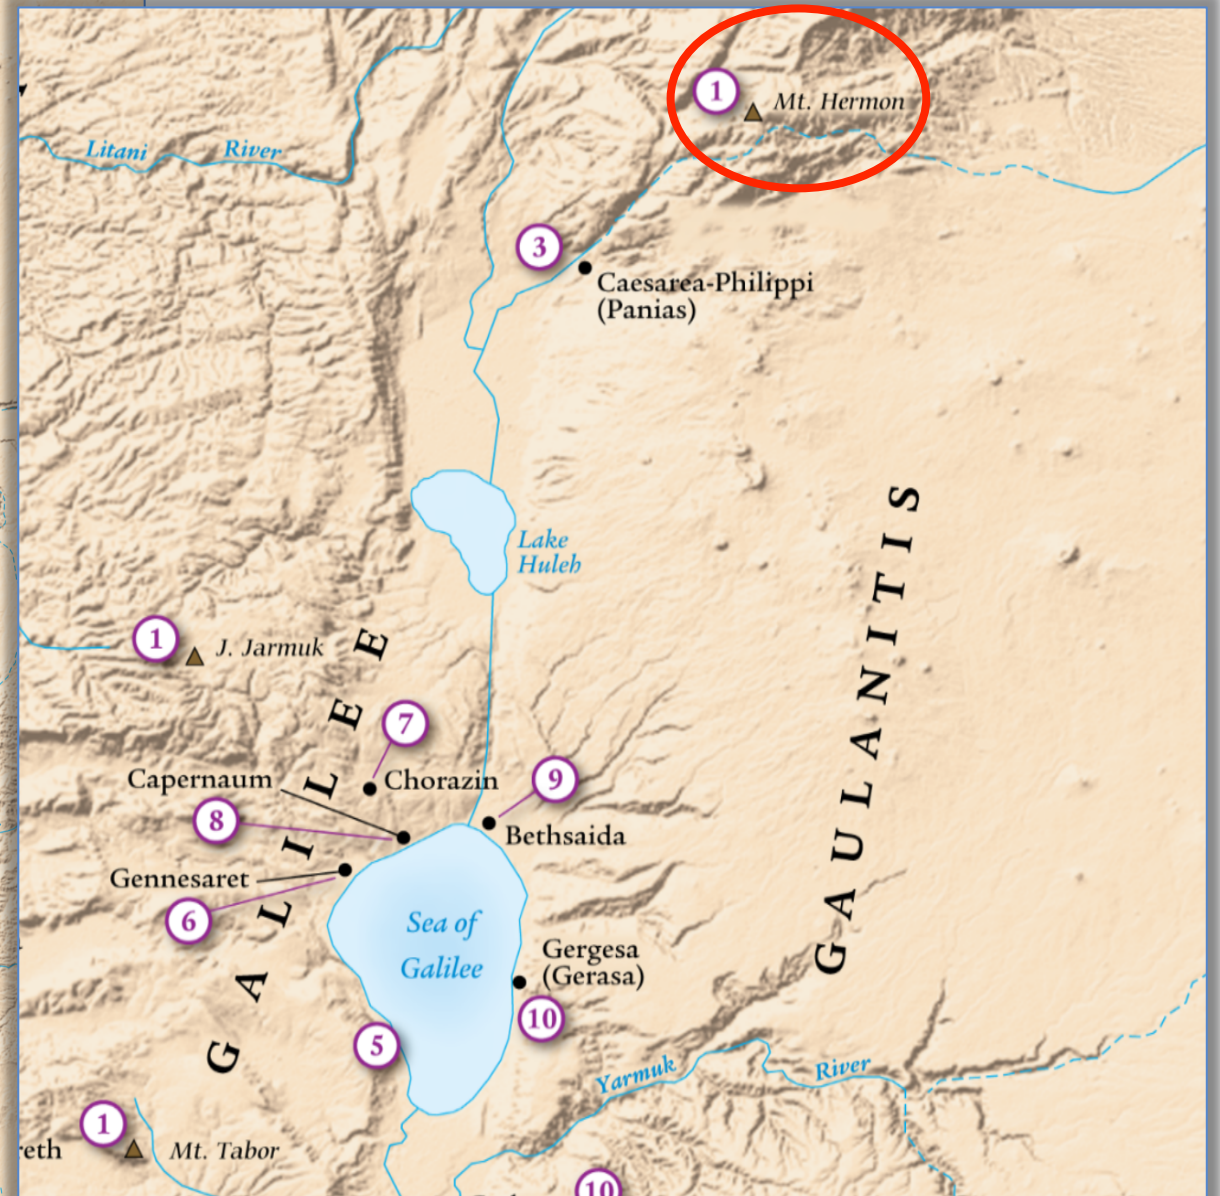 1
Mt. Hermon
Litani River
3
Caesarea-Philippi
(Panias)
Lake
Huleh
GAULANITIS
1
J. Jarmuk
GALILEE
7
Capernaum
Chorazin
9
8
Bethsaida
Gennesaret
6
Sea of
Galilee
Gergesa
(Gerasa)
10
5
Yarmuk River
1
reth
Mt. Tabor
10